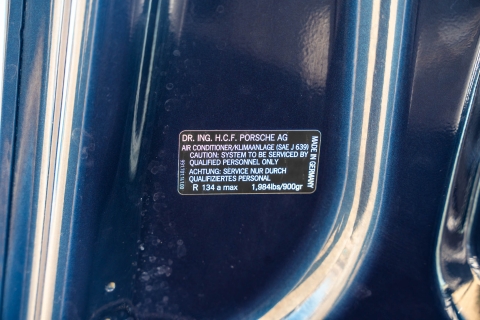 DR. ING. H.C.F. PORSCHE AG
AIR CONDITIONER/KLIMAANLAGE (SAE J 639)
CAUTION: SYSTEM TO BE SERVICED BY
QUALIFIED PERSONNEL ONLY
ACHTUNG: SERVICE NUR DURCH
QUALIFIZIERTES PERSONAL
R 134 a max 1,984lbs/900gr
MADE IN GERMANY